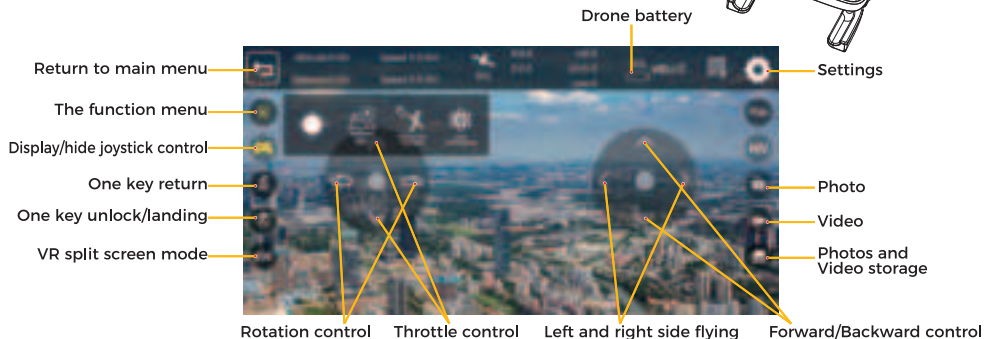 Drone battery
Return to main menu
Settings
The function menu
Display/hide joystick control
One key return
Photo
One key unlock/landing
Video
VR split screen mode
Photos and
Video storage
Rotation control
Throttle control
Left and right side flying
Forward/Backward control